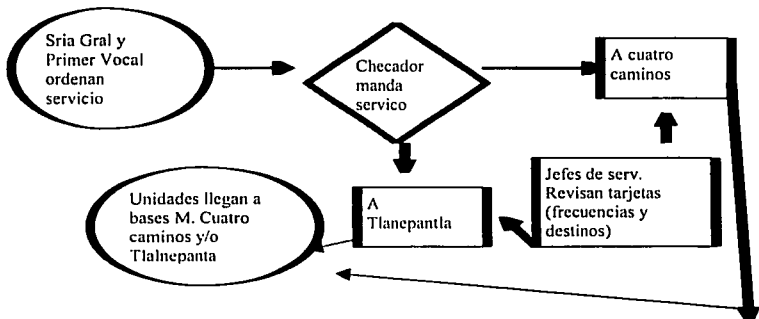 Sria Gral y
Primer Vocal
ordenan
servicio
Checador
manda
servico
A cuatro
caminos
Jefes de serv.
Revisan tarjetas
(frecuencias y
destinos)
A
Tlanepantla
Unidades llegan a
bases M. Cuatro
caminos y/o
Tlalnepanta